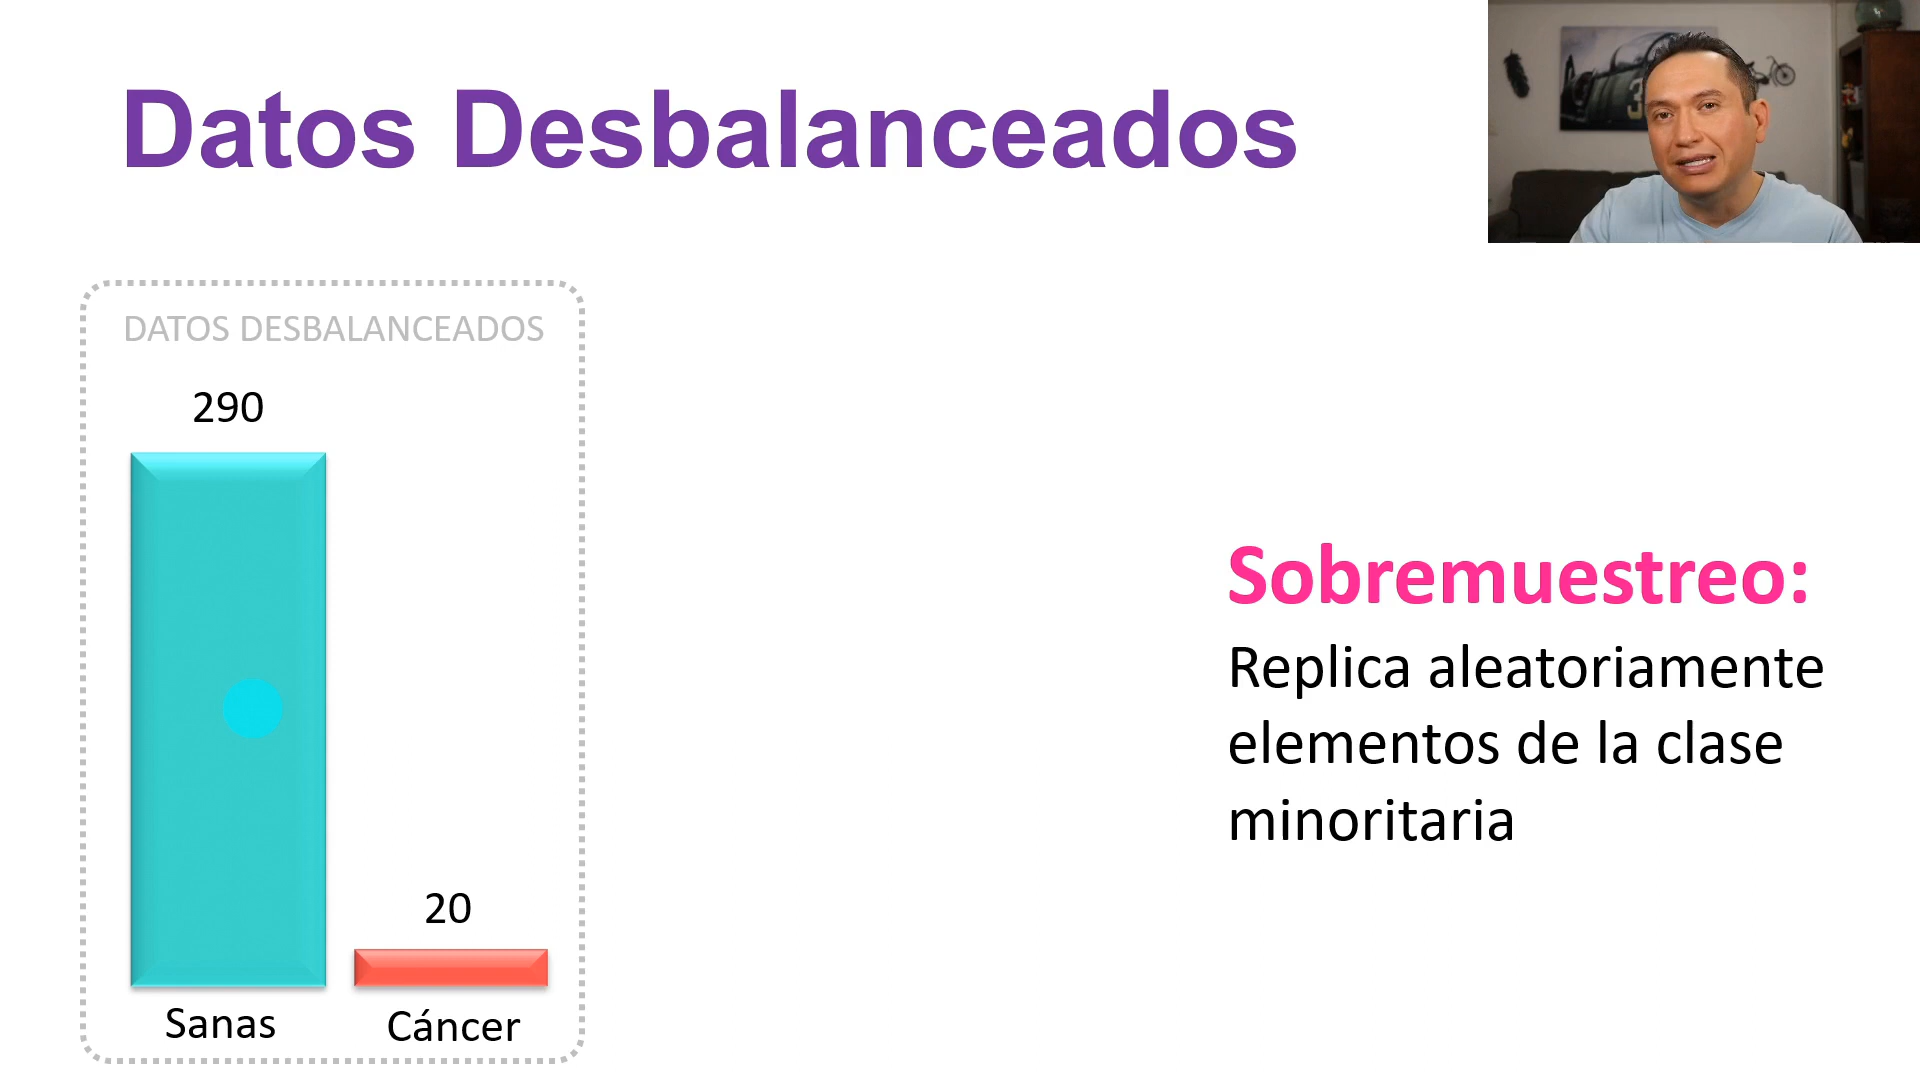 Datos Desbalanceados
DATOS DESBALANCEADOS
290
20
Sanas
Cáncer
Sobremuestreo:
Replica aleatoriamente
elementos de la clase
minoritaria